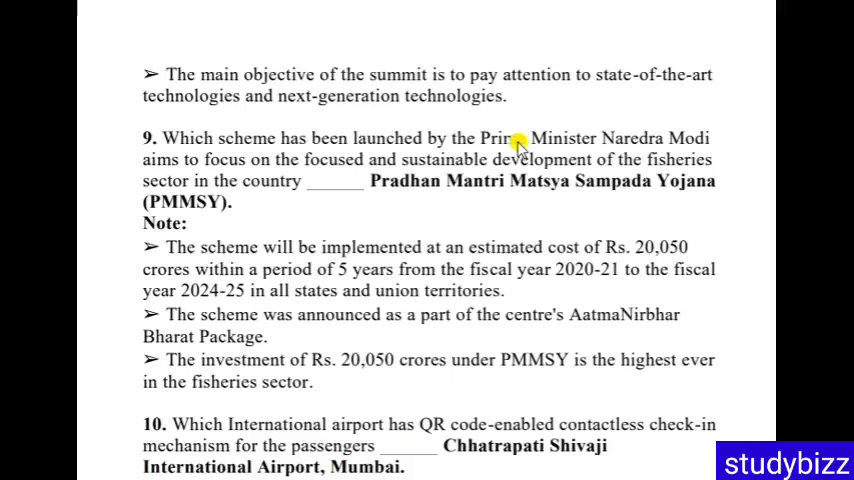 ➢ The main objective of the summit is to pay attention to state-of-the-art
technologies and next-generation technologies.
9. Which scheme has been launched by the Minister Naredra Modi
aims to focus on the focused and sustainable development of the fisheries
sector in the country ______ Pradhan Mantri Matsya Sampada Yojana
(PMMSY).
Note:
➢ The scheme will be implemented at an estimated cost of Rs. 20,050
crores within a period of 5 years from the fiscal year 2020-21 to the fiscal
year 2024-25 in all states and union territories.
➢ The scheme was announced as a part of the centre's AatmaNirbhar
Bharat Package.
➢ The investment of Rs. 20,050 crores under PMMSY is the highest ever
in the fisheries sector.
10. Which International airport has QR code-enabled contactless check-in
mechanism for the passengers ______ Chhatrapati Shivaji
International Airport, Mumbai.
studybizz